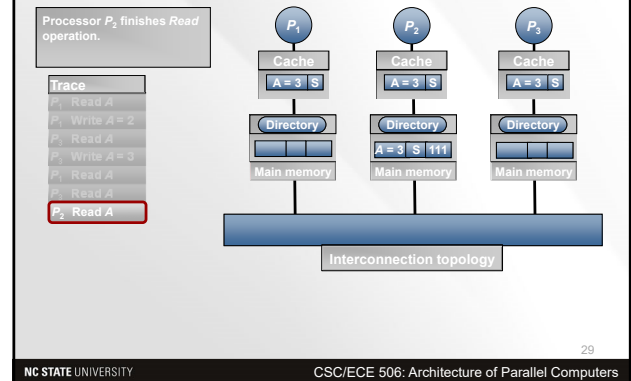 Processor P2 finishes Read
operation.
Trace
P1 Read A
P1 Write A = 2
P3 Read A
P3 Write A = 3
P1 Read A
P3 Read A
P2 Read A
P1 P2 P3
Cache Cache Cache
A = 3 S A = 3 S A = 3 S
Directory Directory Directory
A = 3 S 111
Main memory Main memory Main memory
Interconnection topology
29
NC STATE UNIVERSITY CSC/ECE 506: Architecture of Parallel Computers